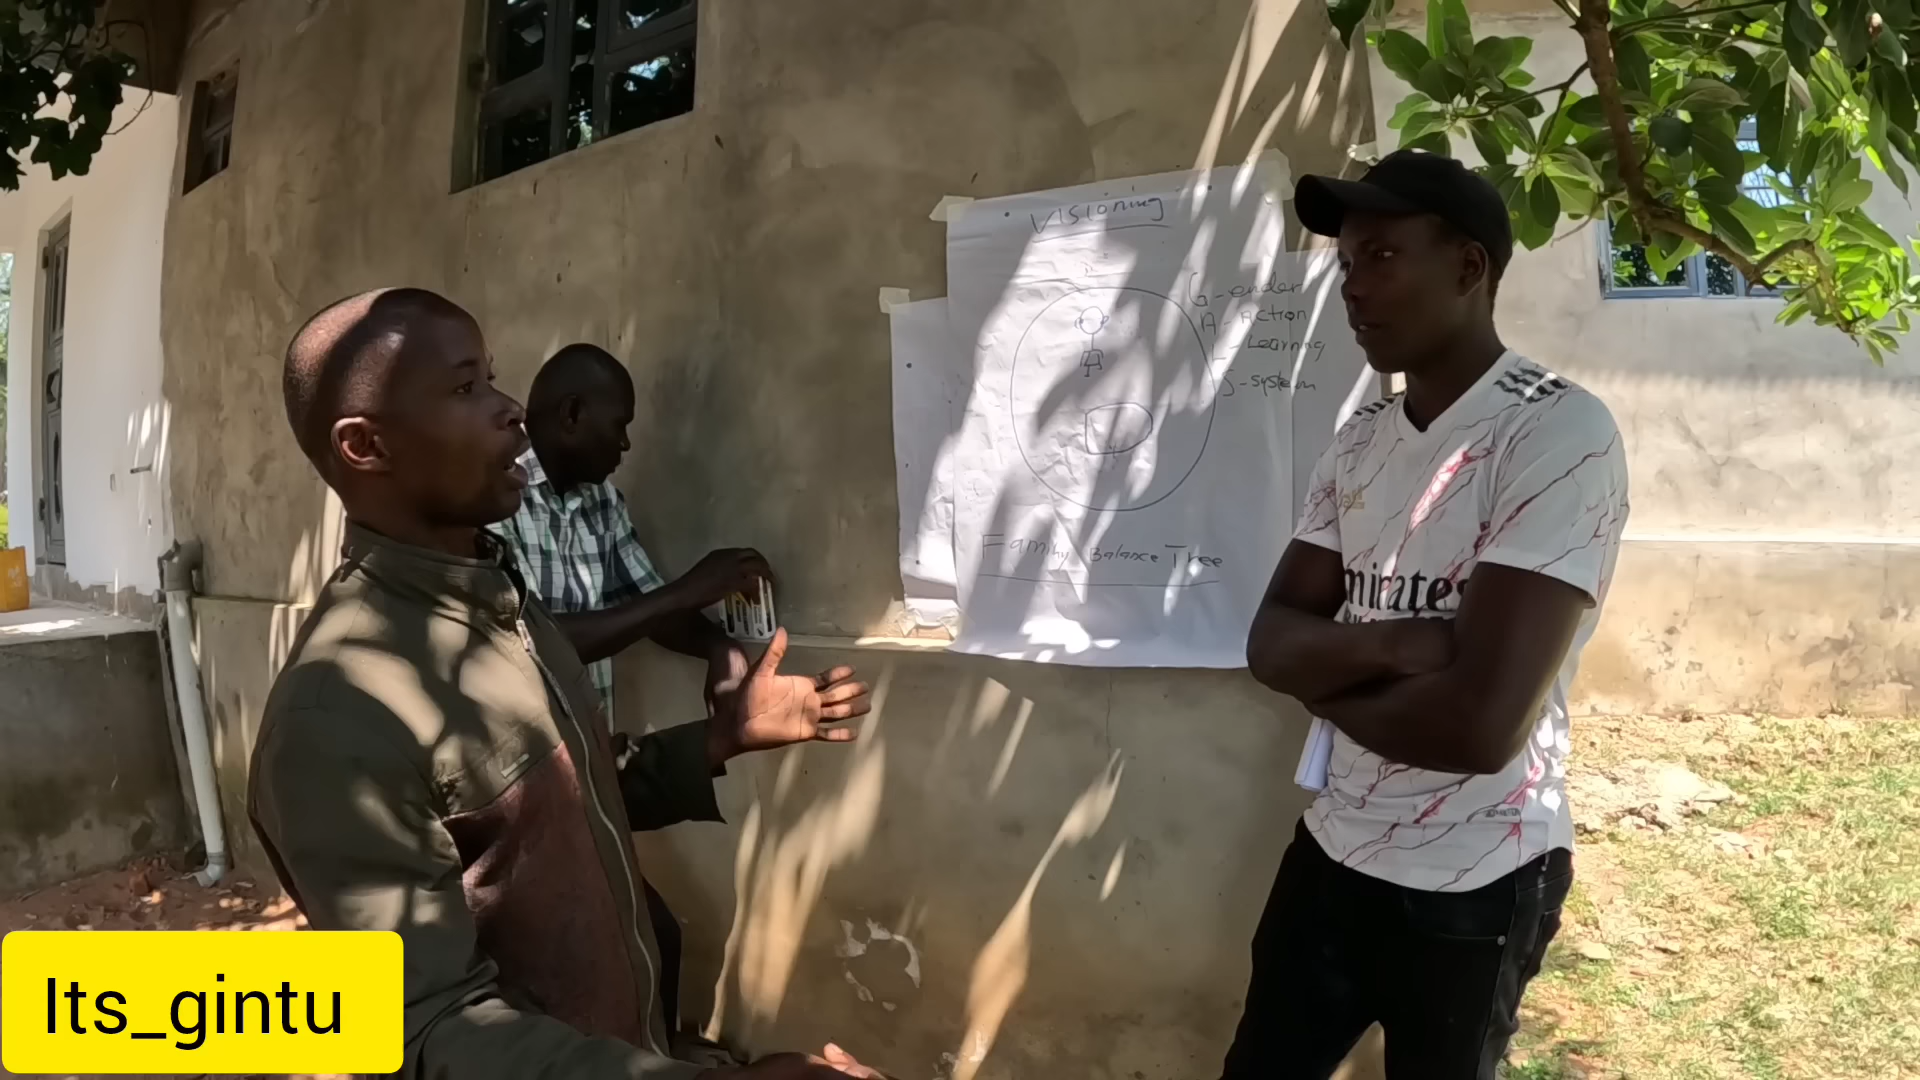 Visioning
G-ender
A-Action
L-Learning
S-system
Family Balance Tree
mirates
Its_gintu